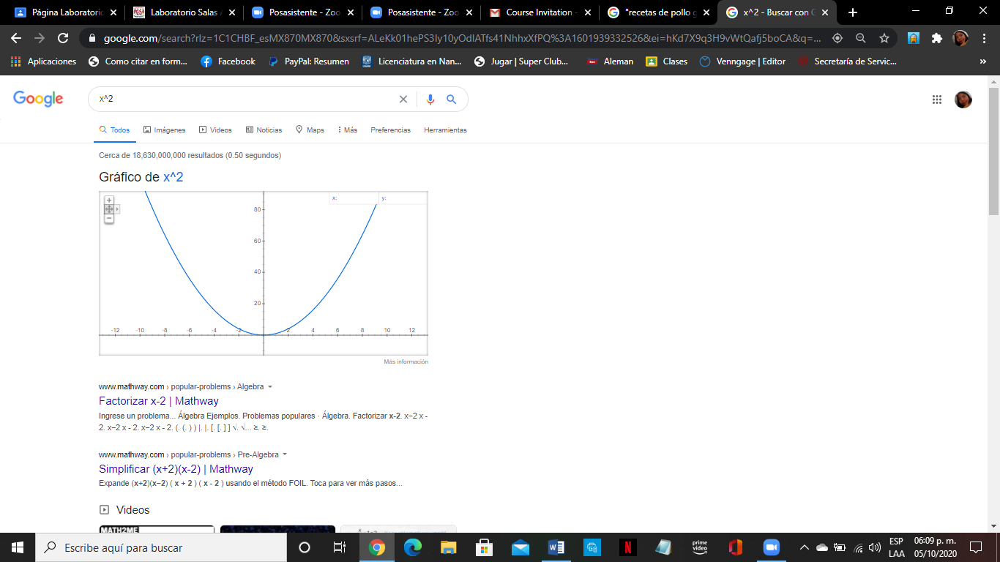 Página Laboratorio
Laboratorio Salas A
Posasistente - Zoo
Posasistente - Zoo
Course Invitation -
"recetas de pollo g
x^2 - Buscar con G
google.com/search?rlz=1C1CHBF_esMX870MX870&sxsrf=ALeKk01hePS3Iy10yOdIATfs41NhhxXfPQ%3A1601939332526&ei=hKd7X9q3H9vWtQafj5boCA&q=...
Aplicaciones
Como citar en form...
Facebook
PayPal: Resumen
Licenciatura en Nan...
Jugar | Super Club...
Aleman
Clases
Venngage | Editor
Secretaría de Servic...
»
Google
x^2
Todos
Imágenes
Videos
Noticias
Maps
Más
Preferencias
Herramientas
Cerca de 18,630,000,000 resultados (0.50 segundos)
Gráfico de x^2
x: y:
80
60
40
20
-12 -10 -8 -6 -4 -2 2 4 6 8 10 12
Más información
www.mathway.com › popular-problems › Algebra
Factorizar x-2 | Mathway
Ingrese un problema... Álgebra Ejemplos. Problemas populares · Álgebra. Factorizar x-2. x−2 x -
2. x−2 x - 2. x−2 x - 2. (. (. ) ) |. |. [. [. ] ] √. √... ≥. ≥.
www.mathway.com › popular-problems › Pre-Algebra
Simplificar (x+2)(x-2) | Mathway
Expande (x+2)(x−2) ( x + 2 ) ( x - 2 ) usando el método FOIL. Toca para ver más pasos...
Videos
MATH2ME
Escribe aquí para buscar
prime
video
ESP
LAA
06:09 p. m.
05/10/2020